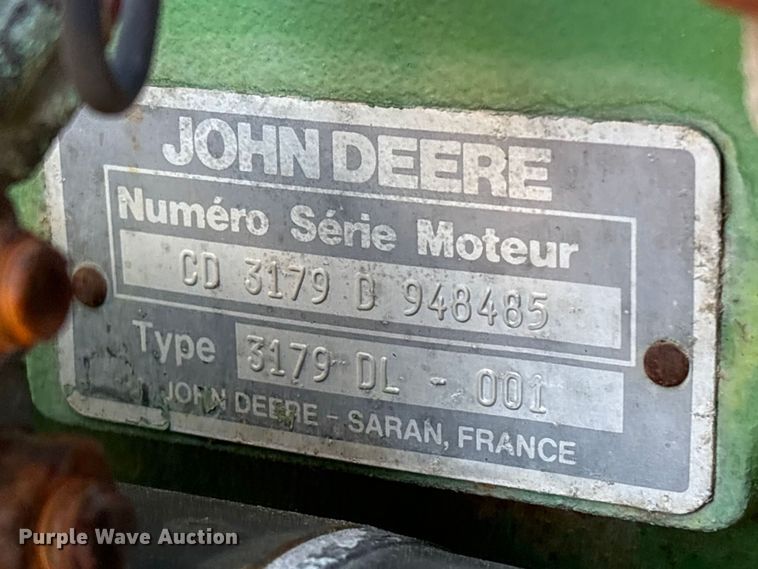 JOHN DEERE
Numéro Série Moteur
CD 3179 D 948485
Type 3179 DL - 001
JOHN DEERE - SARAN, FRANCE
Purple Wave Auction